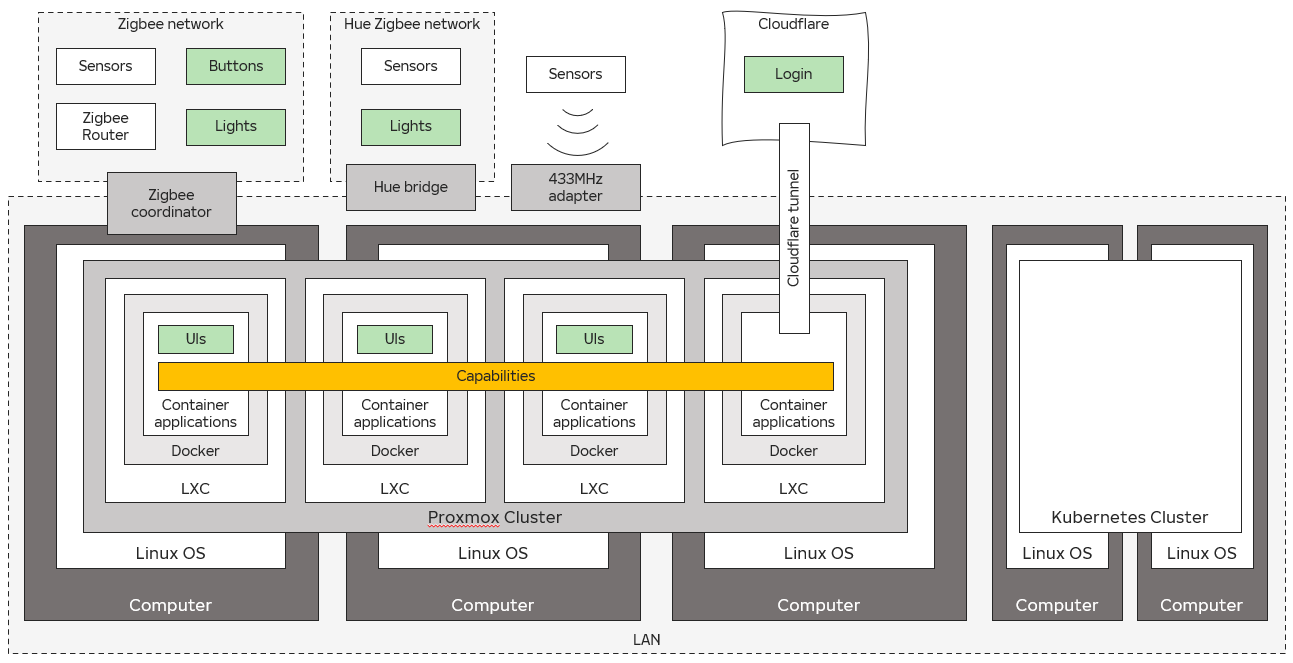 Zigbee network
Hue Zigbee network
Cloudflare
Sensors
Buttons
Sensors
Sensors
Login
Zigbee
Router
Lights
Lights
Zigbee
coordinator
Hue bridge
433MHz
adapter
Cloudflare tunnel
UIs
UIs
UIs
Capabilities
Container
applications
Container
applications
Container
applications
Container
applications
Docker
Docker
Docker
Docker
LXC
LXC
LXC
LXC
Proxmox Cluster
Kubernetes Cluster
Linux OS
Linux OS
Linux OS
Linux OS
Linux OS
Computer
Computer
Computer
Computer
Computer
LAN